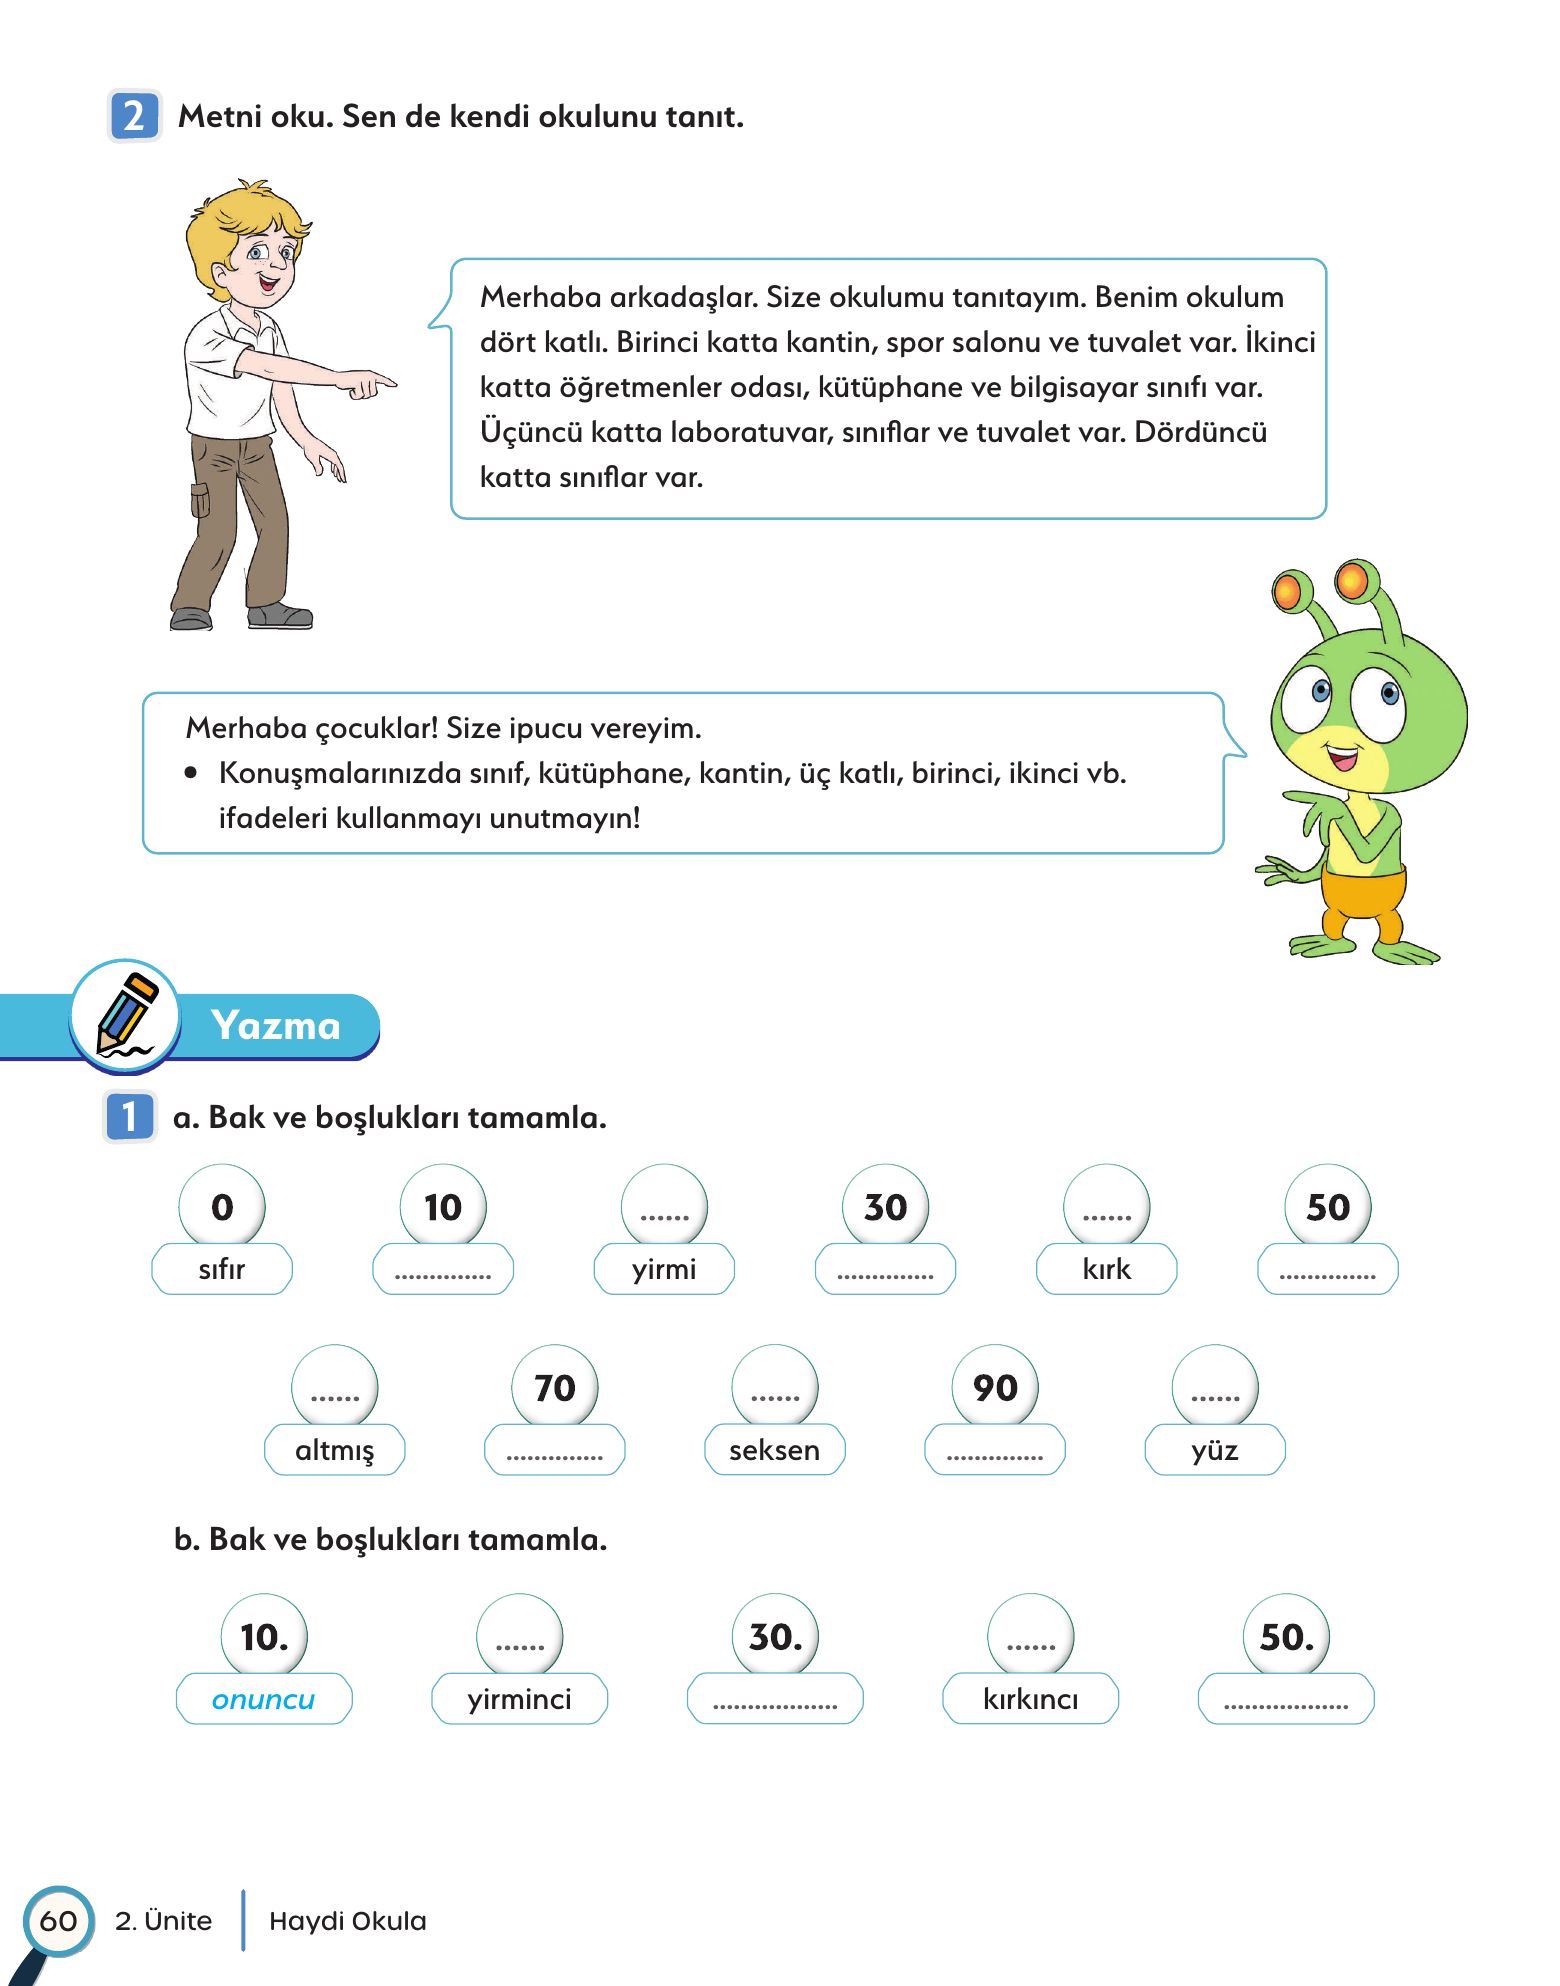 2 Metni oku. Sen de kendi okulunu tanıt.
Merhaba arkadaşlar. Size okulumu tanıtayım. Benim okulum
dört katlı. Birinci katta kantin, spor salonu ve tuvalet var. İkinci
katta öğretmenler odası, kütüphane ve bilgisayar sınıfı var.
Üçüncü katta laboratuvar, sınıflar ve tuvalet var. Dördüncü
katta sınıflar var.
Merhaba çocuklar! Size ipucu vereyim.
• Konuşmalarınızda sınıf, kütüphane, kantin, üç katlı, birinci, ikinci vb.
ifadeleri kullanmayı unutmayın!
Yazma
1 a. Bak ve boşlukları tamamla.
0 10 ...... 30 ...... 50
sıfır .............. yirmi .............. kırk ..............
...... 70 ...... 90 ......
altmış .............. seksen .............. yüz
b. Bak ve boşlukları tamamla.
10. ...... 30. ...... 50.
onuncu yirminci .................. kırkıncı ..................
60 2. Ünite Haydi Okula